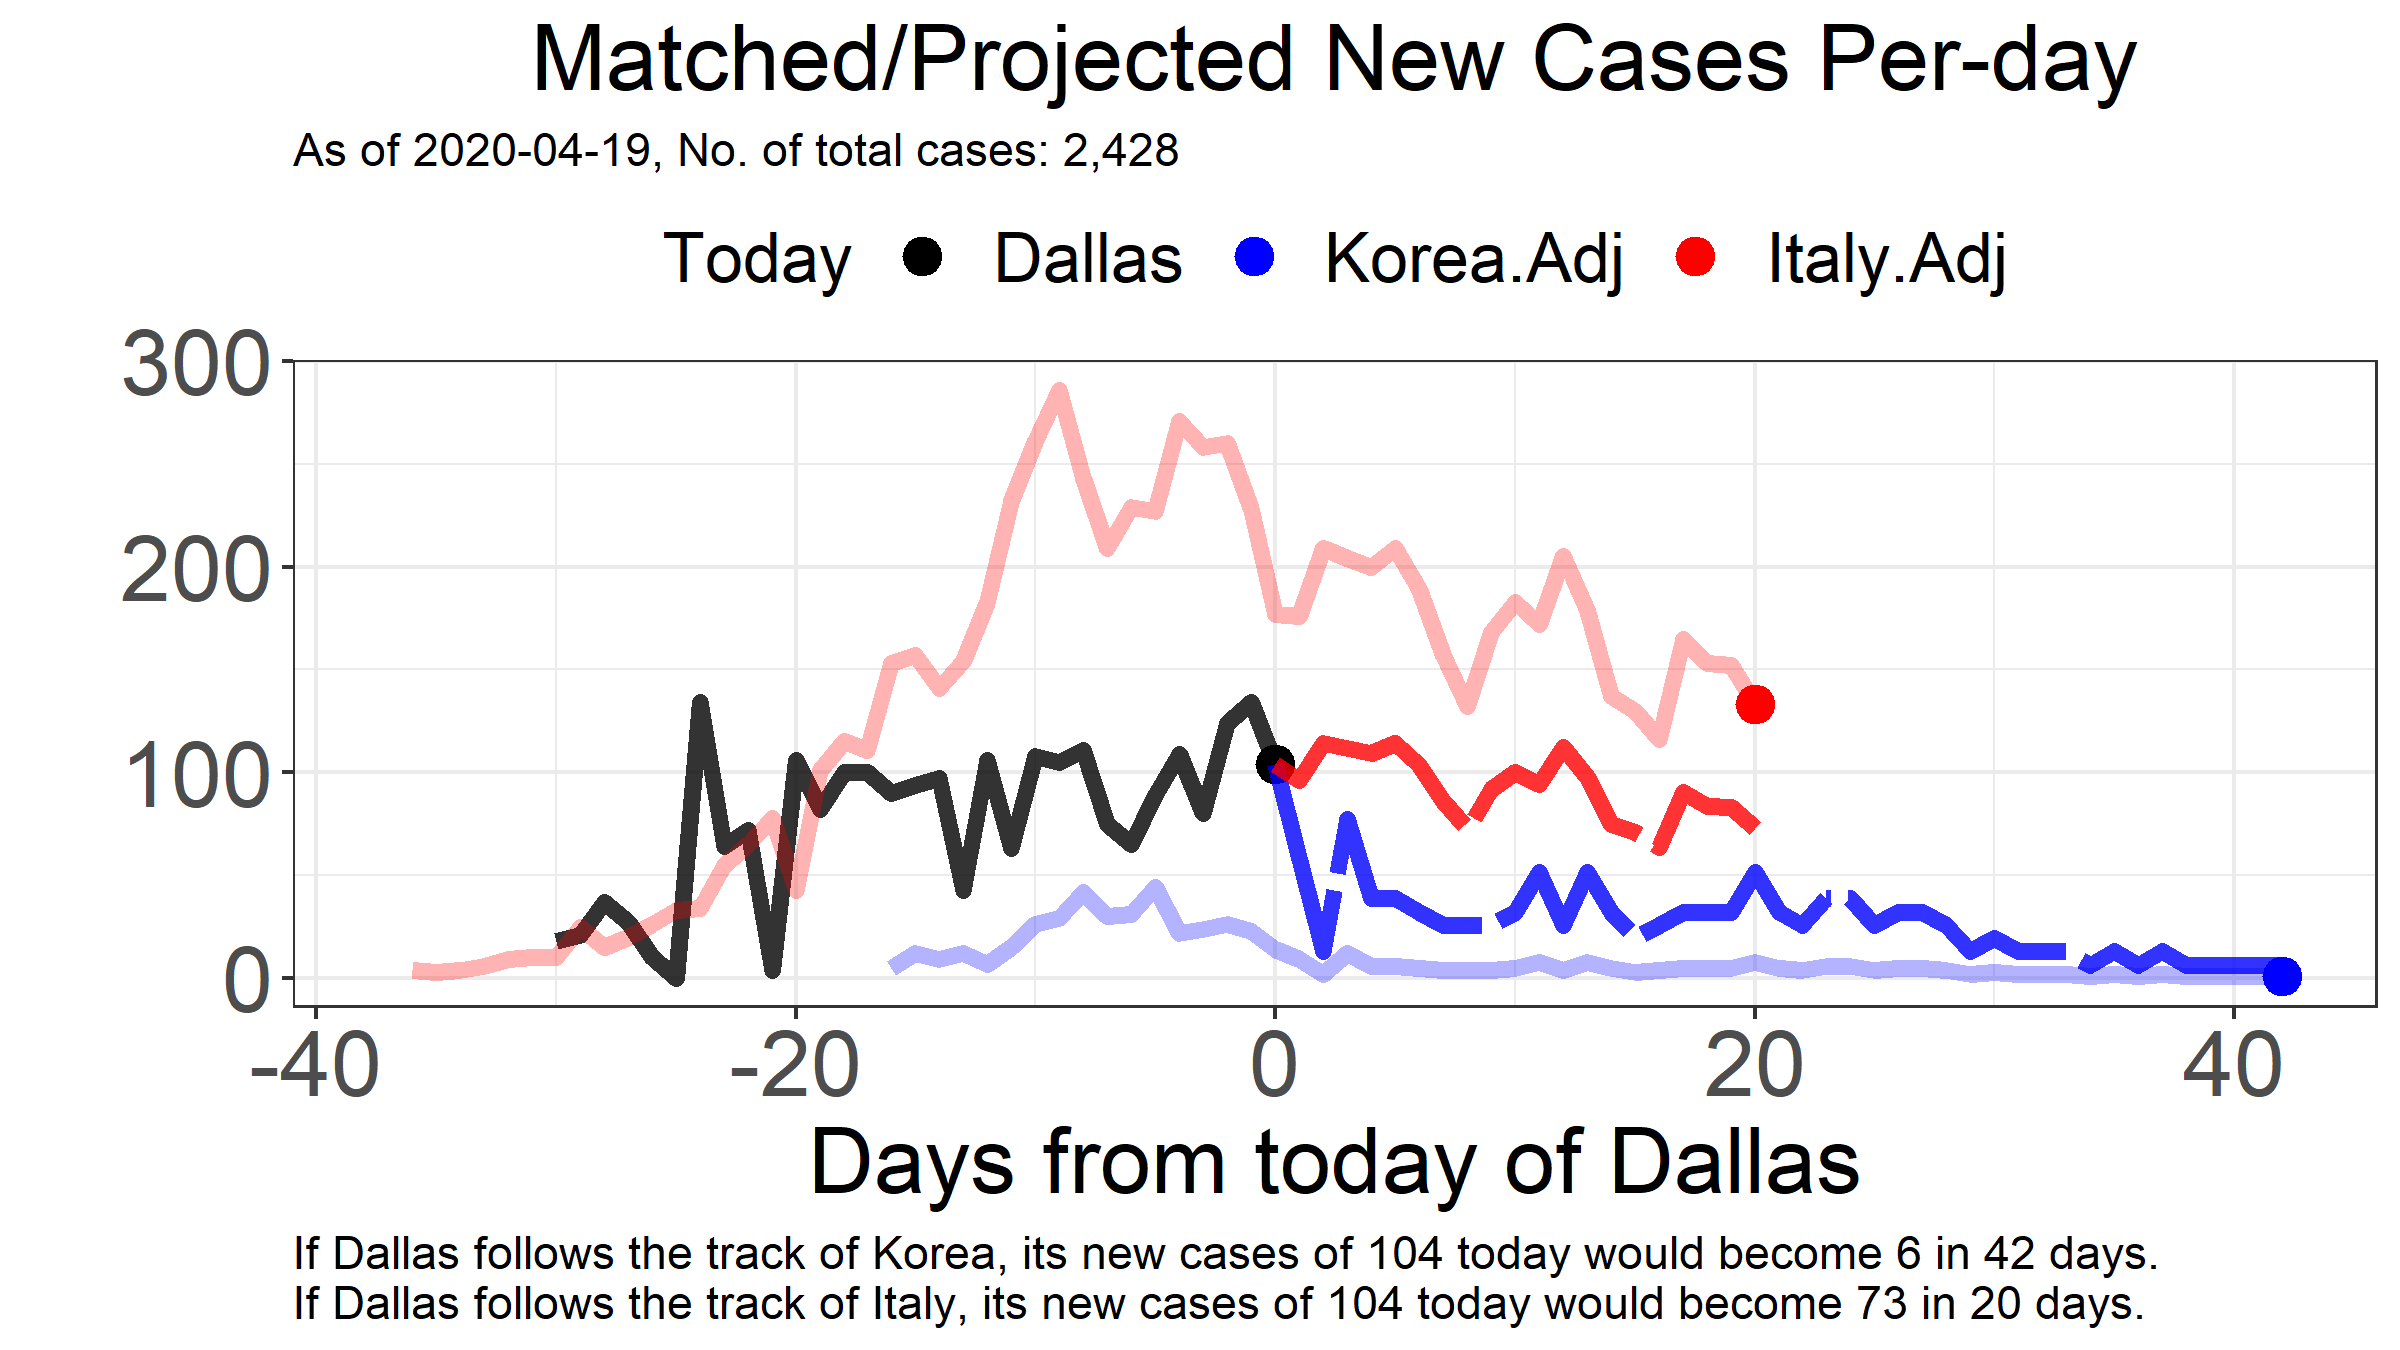 Matched/Projected New Cases Per-day
As of 2020-04-19, No. of total cases: 2,428
Today Dallas Korea.Adj Italy.Adj
300
200
100
0
-40 -20 0 20 40
Days from today of Dallas
If Dallas follows the track of Korea, its new cases of 104 today would become 6 in 42 days.
If Dallas follows the track of Italy, its new cases of 104 today would become 73 in 20 days.